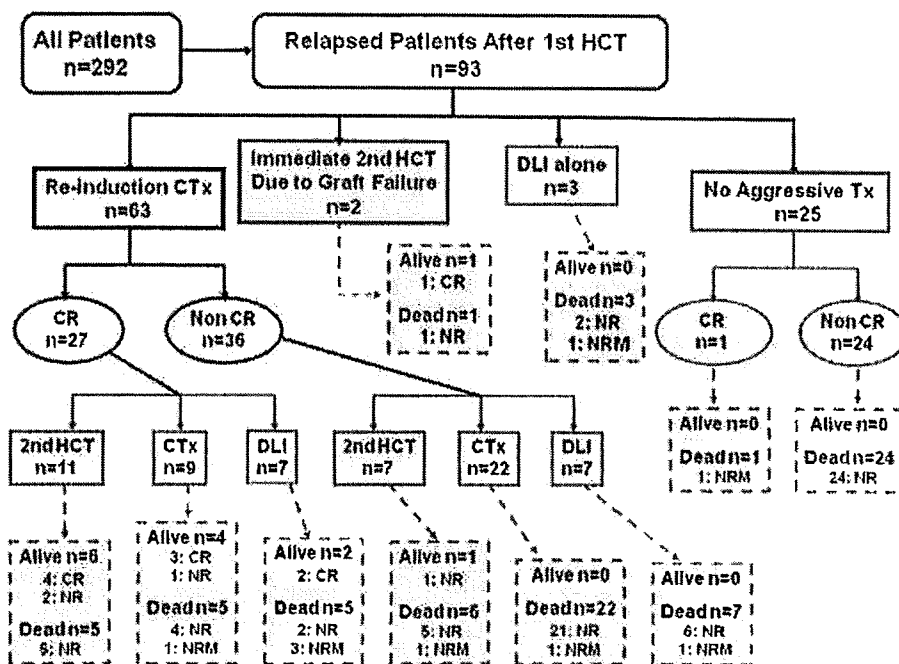 All Patients
n=292
Relapsed Patients After 1st HCT
n=93
Re-Induction CTx
n=63
Immediate 2nd HCT
Due to Graft Failure
n=2
DLI alone
n=3
No Aggressive Tx
n=25
Alive n=1
1: CR
Dead n=1
1: NR
Alive n=0
Dead n=3
2: NR
1: NRM
CR
n=27
Non CR
n=36
CR
n=1
Non CR
n=24
Alive n=0
Dead n=1
1: NRM
Alive n=0
Dead n=24
24: NR
2nd HCT
n=11
CTx
n=9
DLI
n=7
2nd HCT
n=7
CTx
n=22
DLI
n=7
Alive n=6
4: CR
2: NR
Dead n=5
5: NR
Alive n=4
3: CR
1: NR
Dead n=5
4: NR
1: NRM
Alive n=2
2: CR
Dead n=5
2: NR
3: NRM
Alive n=1
1: NR
Dead n=6
5: NR
1: NRM
Alive n=0
Dead n=22
21: NR
1: NRM
Alive n=0
Dead n=7
6: NR
1: NRM